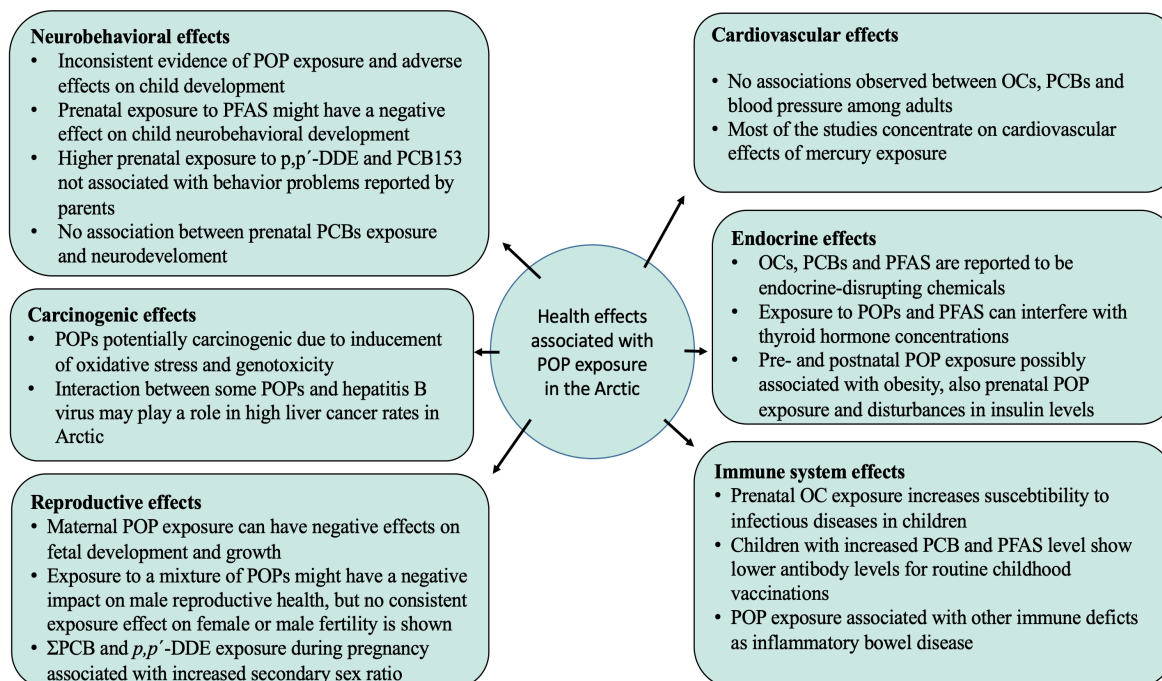 Neurobehavioral effects
• Inconsistent evidence of POP exposure and adverse
effects on child development
• Prenatal exposure to PFAS might have a negative
effect on child neurobehavioral development
• Higher prenatal exposure to p,p´-DDE and PCB153
not associated with behavior problems reported by
parents
• No association between prenatal PCBs exposure
and neurodeveloment
Carcinogenic effects
• POPs potentially carcinogenic due to inducement
of oxidative stress and genotoxicity
• Interaction between some POPs and hepatitis B
virus may play a role in high liver cancer rates in
Arctic
Reproductive effects
• Maternal POP exposure can have negative effects on
fetal development and growth
• Exposure to a mixture of POPs might have a negative
impact on male reproductive health, but no consistent
exposure effect on female or male fertility is shown
• ΣPCB and p,p´-DDE exposure during pregnancy
associated with increased secondary sex ratio
Health effects
associated with
POP exposure
in the Arctic
Cardiovascular effects
• No associations observed between OCs, PCBs and
blood pressure among adults
• Most of the studies concentrate on cardiovascular
effects of mercury exposure
Endocrine effects
• OCs, PCBs and PFAS are reported to be
endocrine-disrupting chemicals
• Exposure to POPs and PFAS can interfere with
thyroid hormone concentrations
• Pre- and postnatal POP exposure possibly
associated with obesity, also prenatal POP
exposure and disturbances in insulin levels
Immune system effects
• Prenatal OC exposure increases suscebtibility to
infectious diseases in children
• Children with increased PCB and PFAS level show
lower antibody levels for routine childhood
vaccinations
• POP exposure associated with other immune deficts
as inflammatory bowel disease